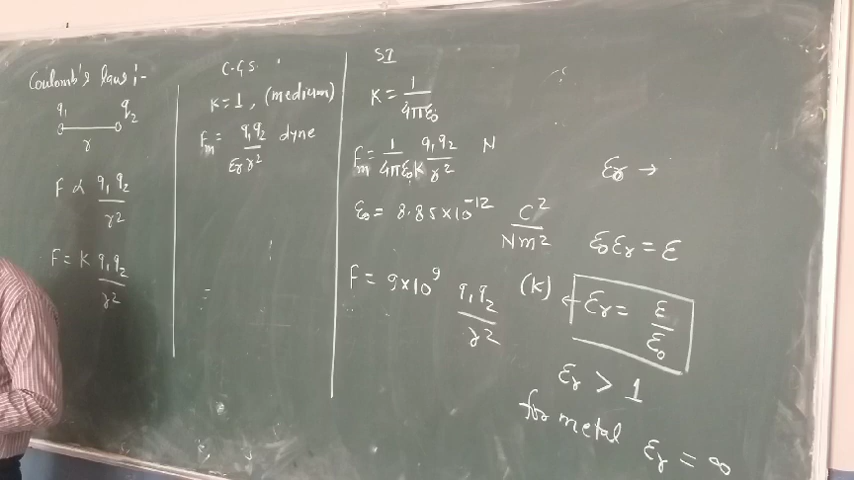 Coulomb's law :-
q₁ q₂
r
F ∝ q₁q₂/r²
F = K q₁q₂/r²
C.G.S.
K=1, (medium)
Fₘ = q₁q₂/εᵣr² dyne
SI
K = 1/4πε₀
Fₘ = 1/4πε₀K q₁q₂/r² N
ε₀ = 8.85×10⁻¹² C²/Nm²
F = 9×10⁹ q₁q₂/r²
εᵣ →
ε₀εᵣ = ε
(K) ← εᵣ = ε/ε₀
εᵣ > 1
for metal εᵣ = ∞